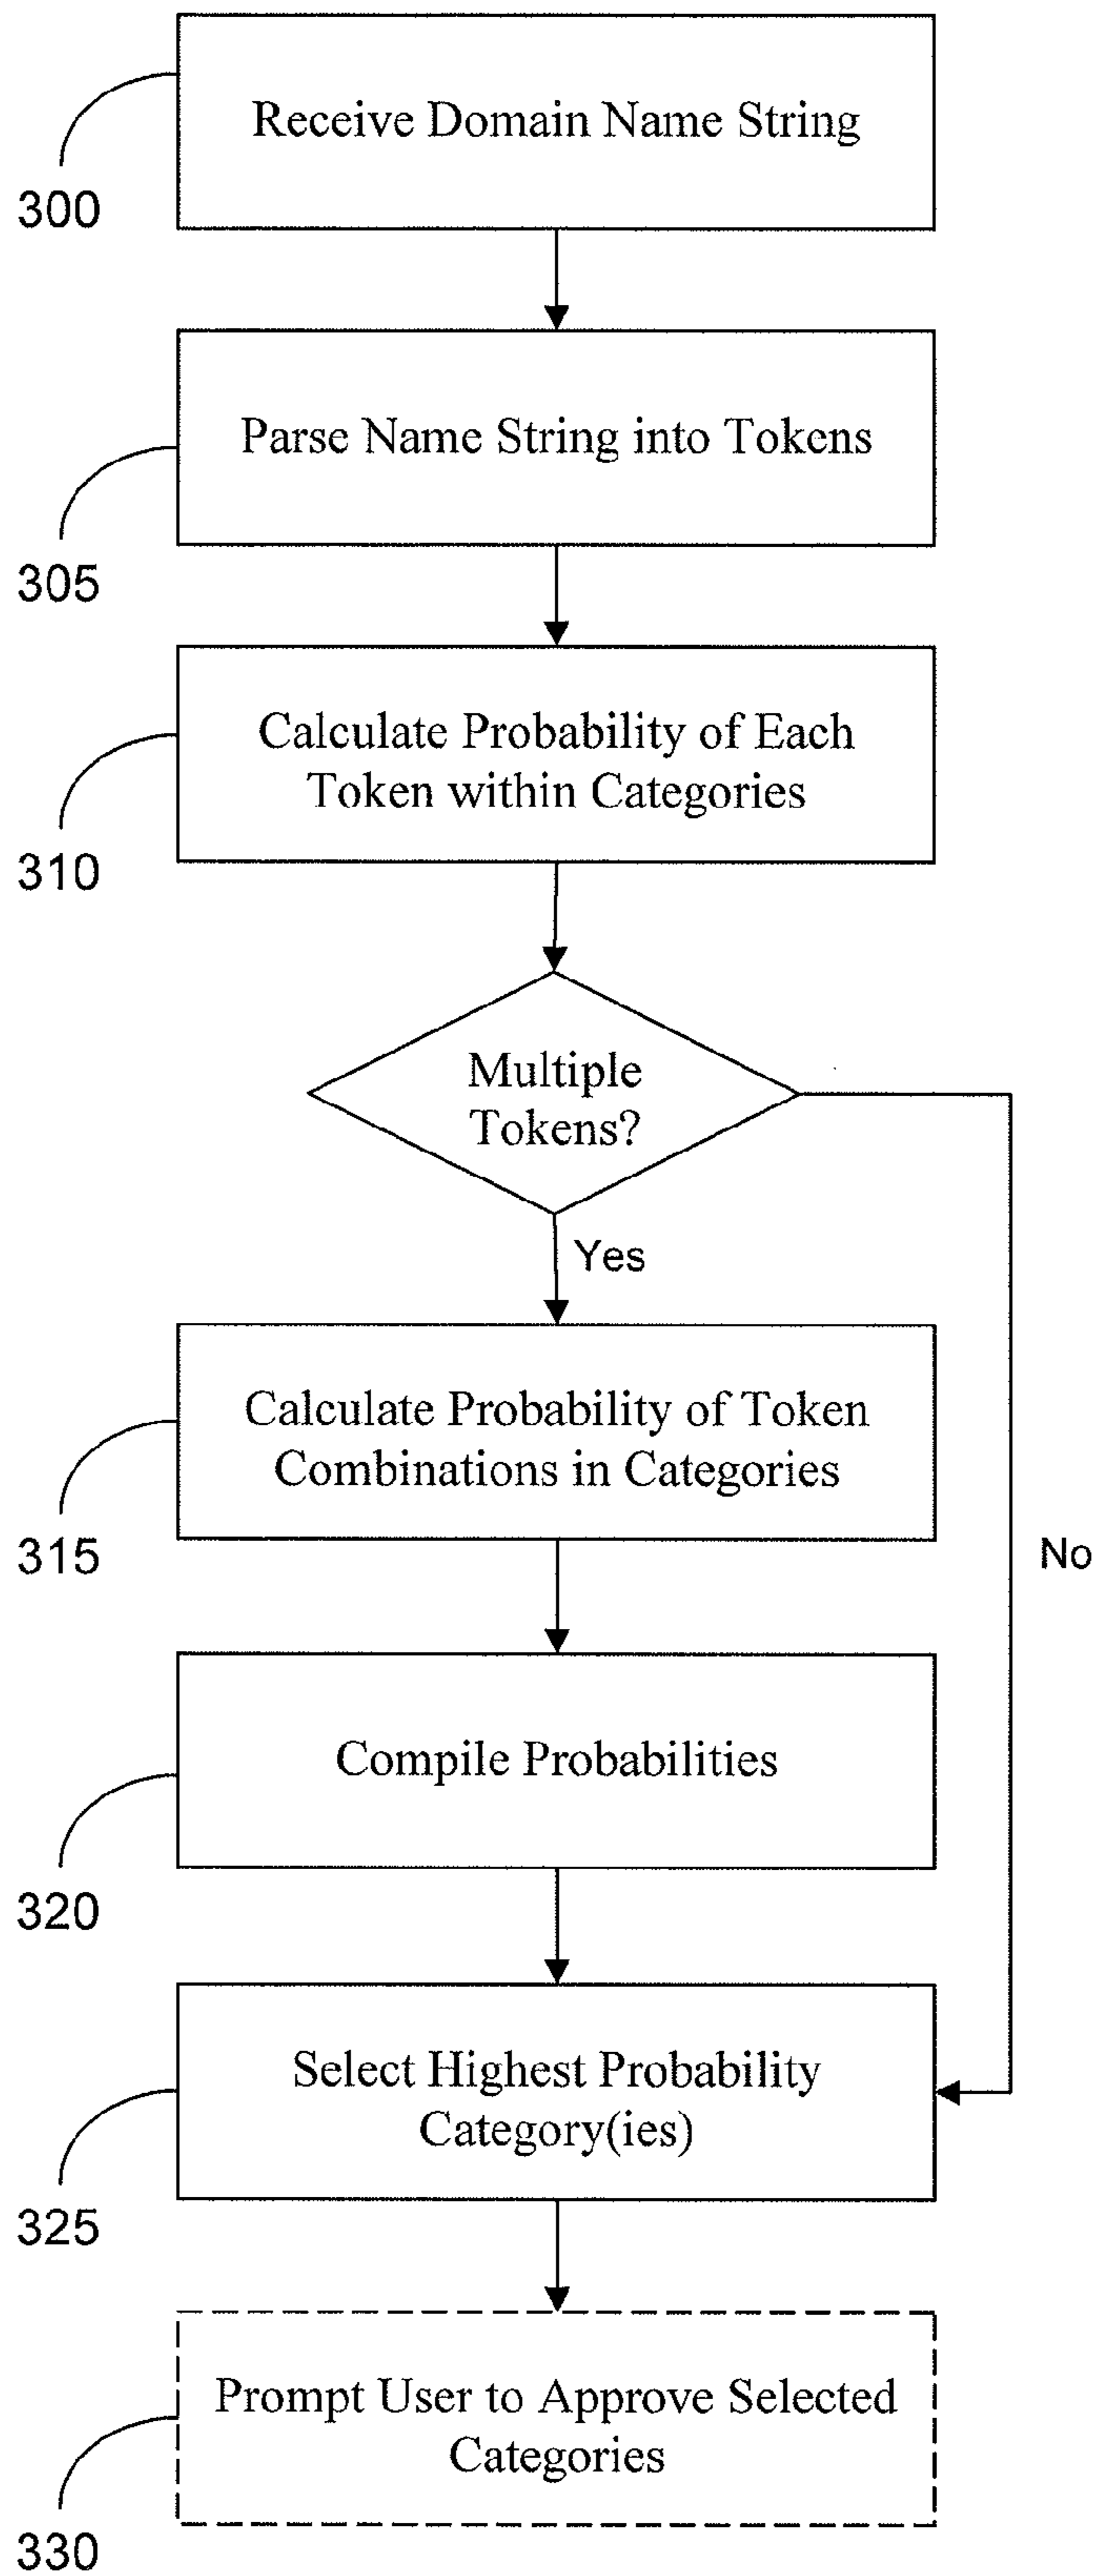 Receive Domain Name String
300
Parse Name String into Tokens
305
Calculate Probability of Each
Token within Categories
310
Multiple
Tokens?
Yes
Calculate Probability of Token
Combinations in Categories
315
No
Compile Probabilities
320
Select Highest Probability
Category(ies)
325
Prompt User to Approve Selected
Categories
330